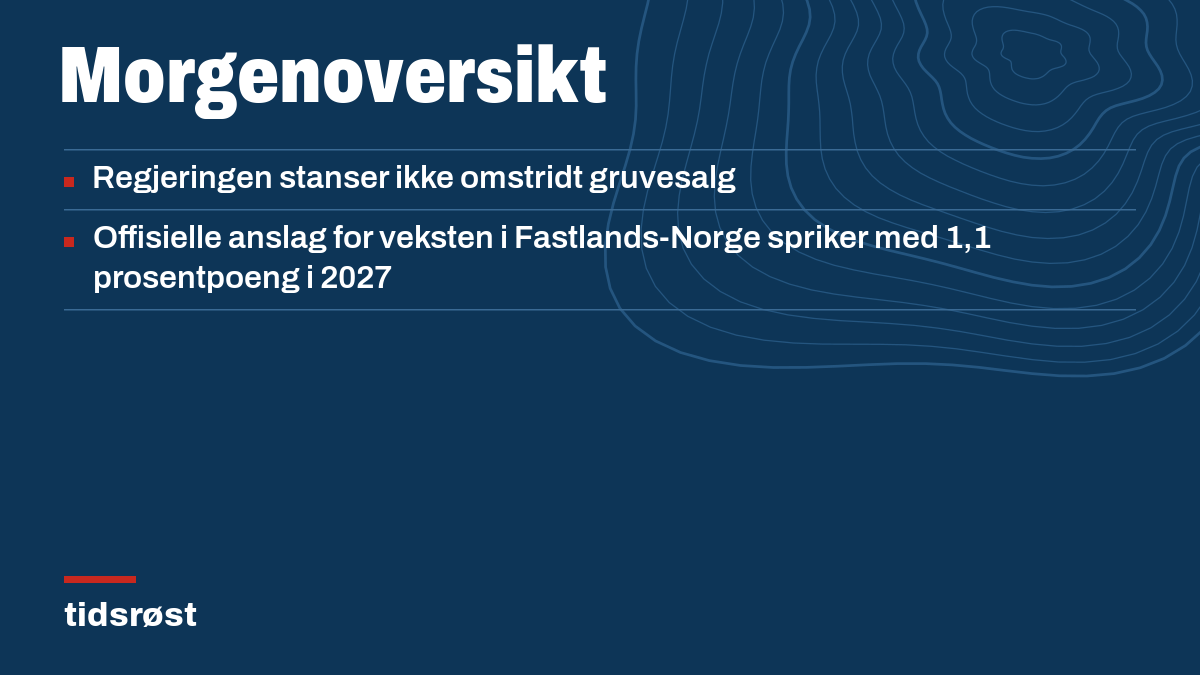 Morgenoversikt
Regjeringen stanser ikke omstridt gruvesalg
Offisielle anslag for veksten i Fastlands-Norge spriker med 1,1
prosentpoeng i 2027
tidsrøst